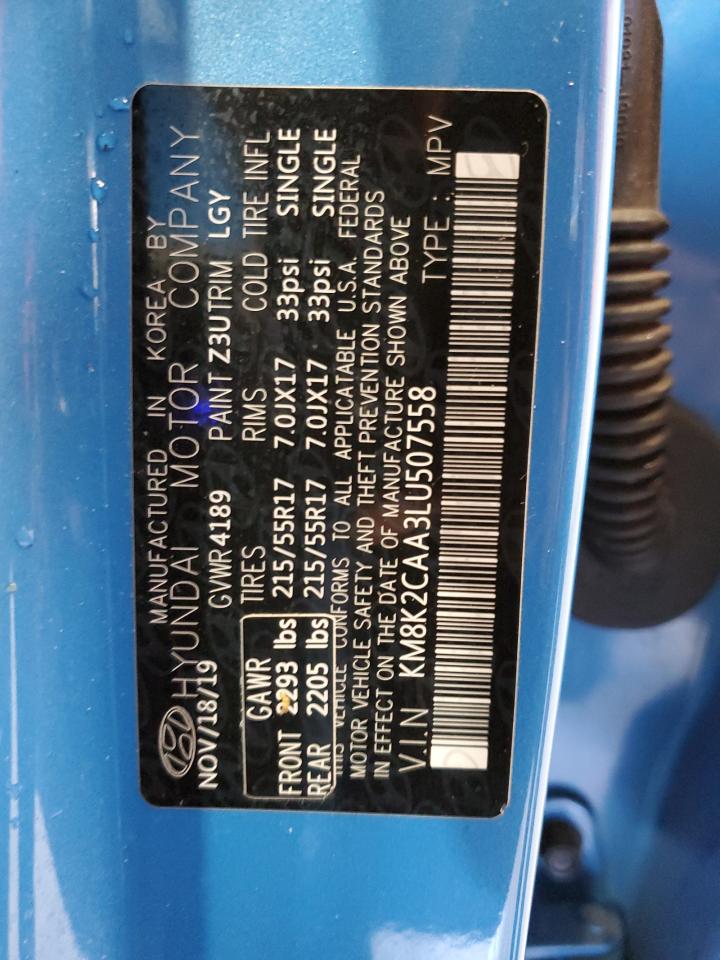 MANUFACTURED IN KOREA BY
HYUNDAI MOTOR COMPANY
NOV/18/19 GVWR 4189 PAINT Z3U TRIM LGY
GAWR TIRES RIMS COLD TIRE INFL
FRONT 2293 lbs 215/55R17 7.0JX17 33psi SINGLE
REAR 2205 lbs 215/55R17 7.0JX17 33psi SINGLE
THIS VEHICLE CONFORMS TO ALL APPLICATABLE U.S.A. FEDERAL
MOTOR VEHICLE SAFETY AND THEFT PREVENTION STANDARDS
IN EFFECT ON THE DATE OF MANUFACTURE SHOWN ABOVE
V.I.N KM8K2CAA3LU507558 TYPE : MPV